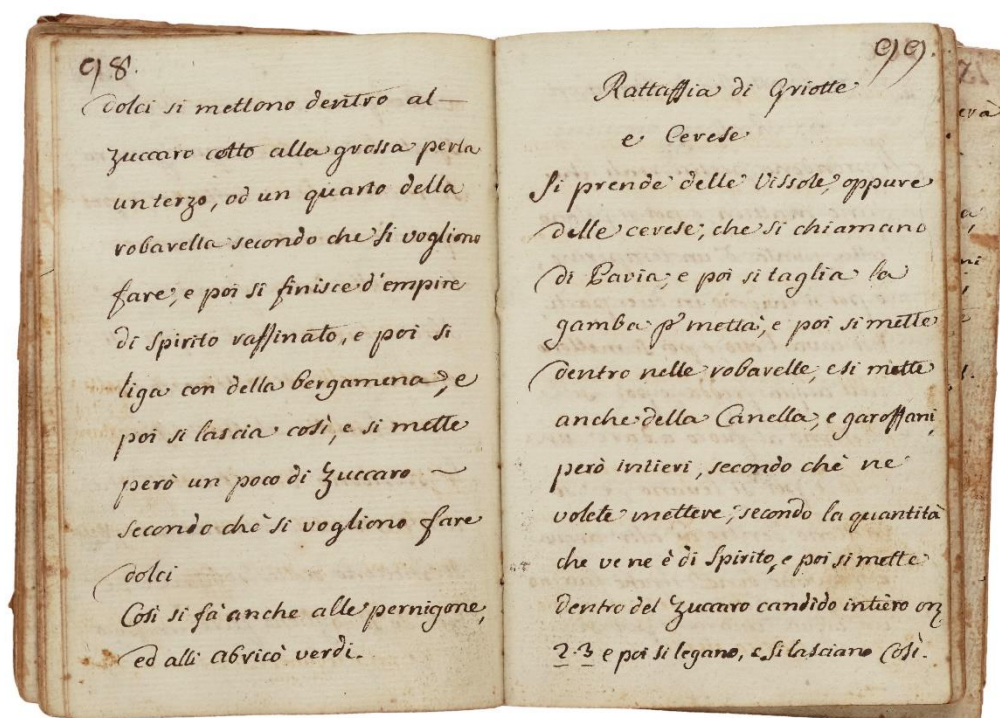 98.
dolci si mettono dentro al —
zuccaro cotto alla grossa perla
un terzo, od un quarto della
robarella secondo che si vogliono
fare, e poi si finisce d'empire
di spirito raffinato, e poi si
liga con della bergamena, e
poi si lascia così, e si mette
però un poco di zuccaro ~
secondo chè si vogliono fare
dolci
Così si fà anche alle pernigone,
ed alli abricò verdi.
99.
Rattaffia di Griotte
e Cerese
Si prende delle Vissole, oppure
delle cerese, che si chiamano
di Pavia, e poi si taglia la
gamba p.r mettà, e poi si mette
dentro nelle robarelle, e si mette
anche della Canella, e garoffani,
però intieri, secondo chè ne
volete mettere, secondo la quantità
che ve ne è di Spirito, e poi si mette
dentro del zuccaro candido intiero onz
2.3 e poi si legano, e si lasciano Così.